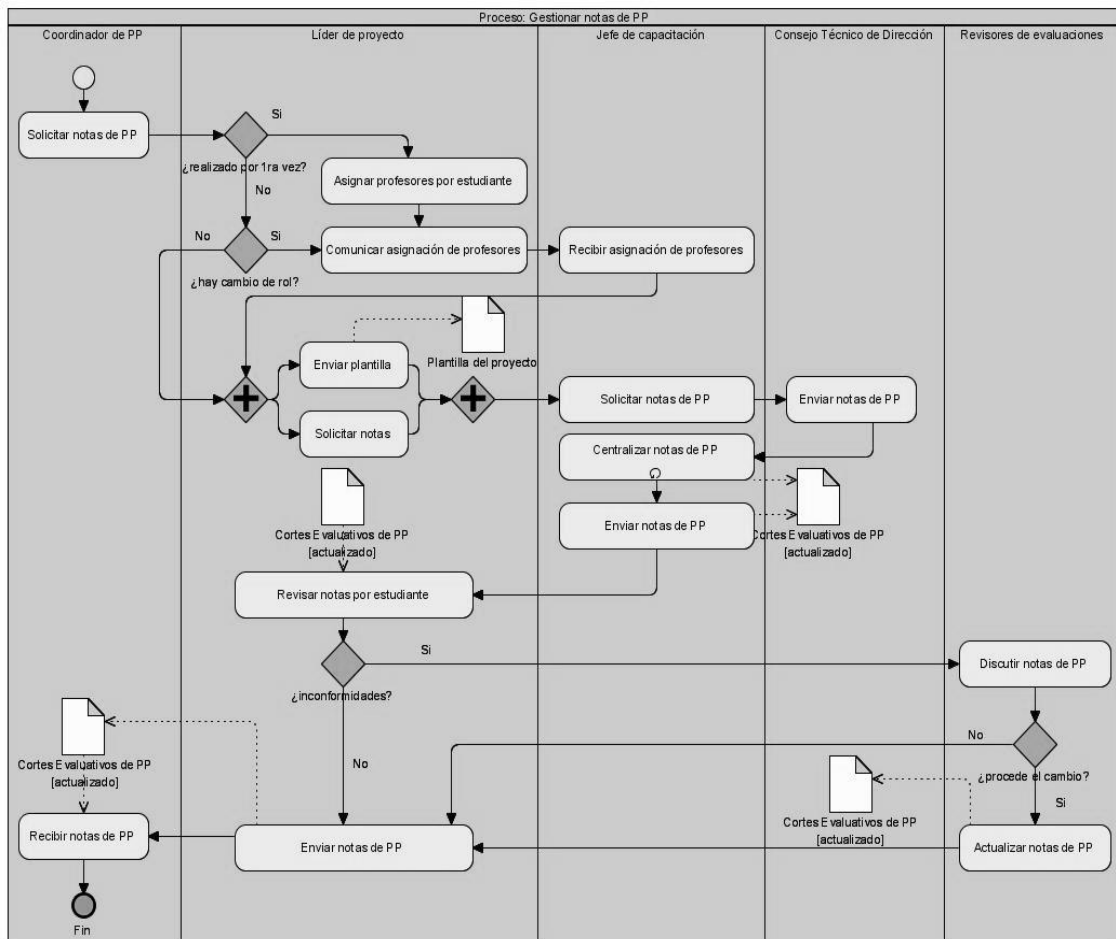 Proceso: Gestionar notas de PP
Coordinador de PP
Líder de proyecto
Jefe de capacitación
Consejo Técnico de Dirección
Revisores de evaluaciones
Solicitar notas de PP
Si
¿realizado por 1ra vez?
Asignar profesores por estudiante
No
No
Si
Comunicar asignación de profesores
Recibir asignación de profesores
¿hay cambio de rol?
Enviar plantilla
Plantilla del proyecto
Solicitar notas
Solicitar notas de PP
Enviar notas de PP
Centralizar notas de PP
Enviar notas de PP
Cortes Evaluativos de PP
[actualizado]
Cortes Evaluativos de PP
[actualizado]
Revisar notas por estudiante
Si
¿inconformidades?
Discutir notas de PP
No
No
¿procede el cambio?
Si
Cortes Evaluativos de PP
[actualizado]
Cortes Evaluativos de PP
[actualizado]
Recibir notas de PP
Enviar notas de PP
Actualizar notas de PP
Fin